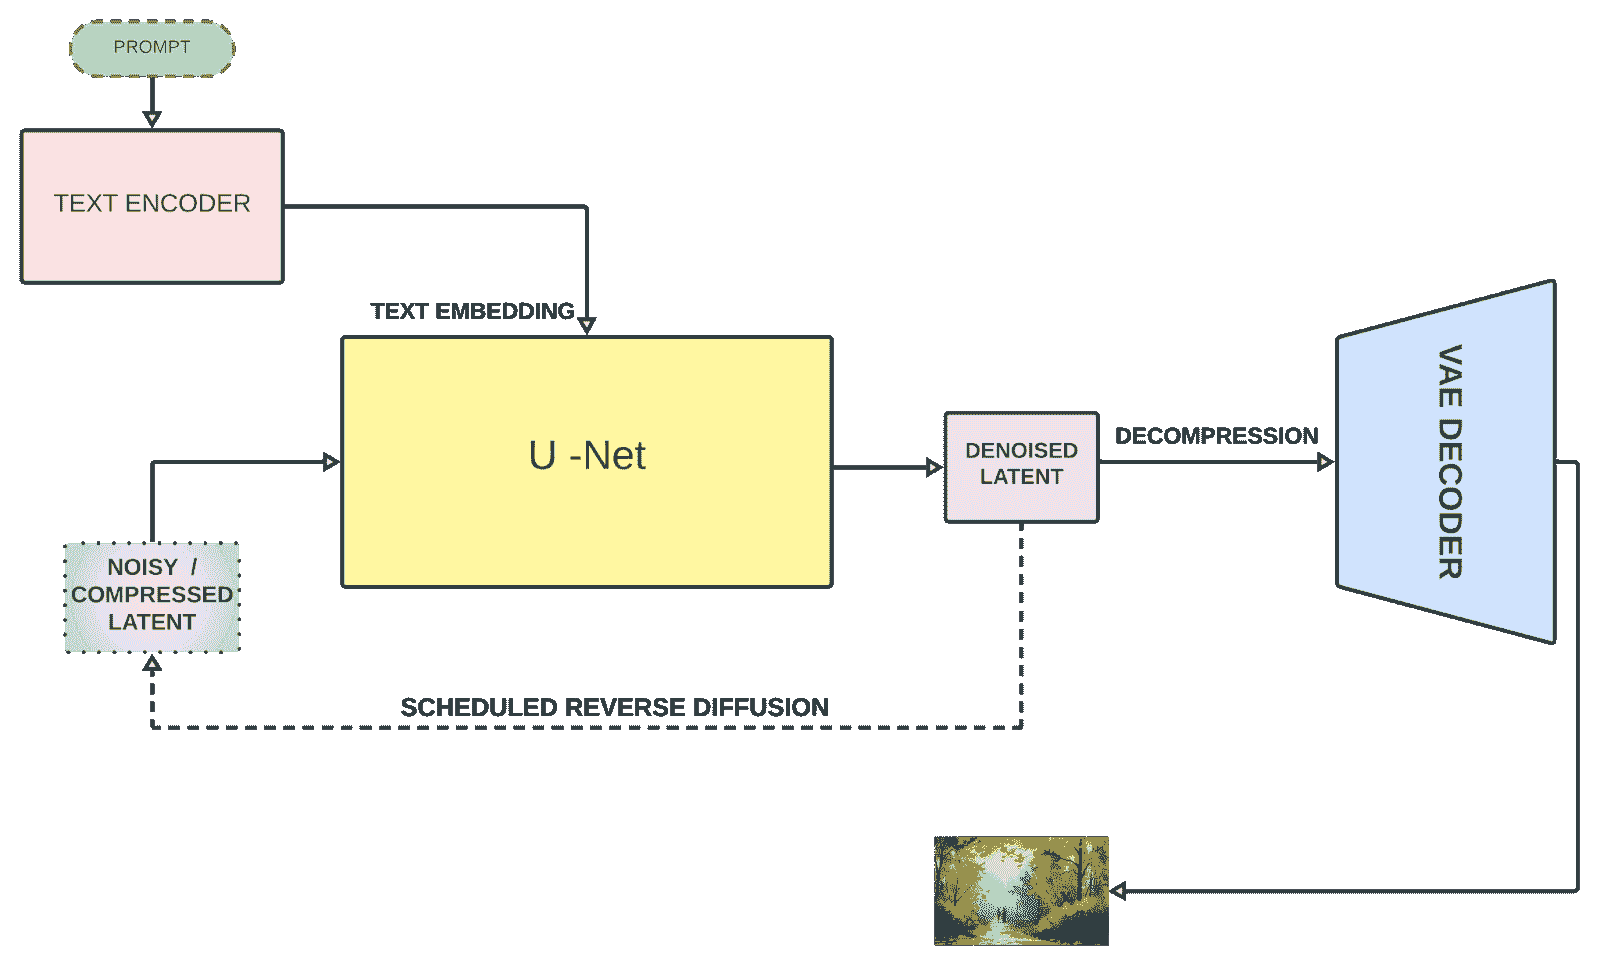 PROMPT
TEXT ENCODER
TEXT EMBEDDING
U -Net
DENOISED
LATENT
DECOMPRESSION
VAE DECODER
NOISY /
COMPRESSED
LATENT
SCHEDULED REVERSE DIFFUSION